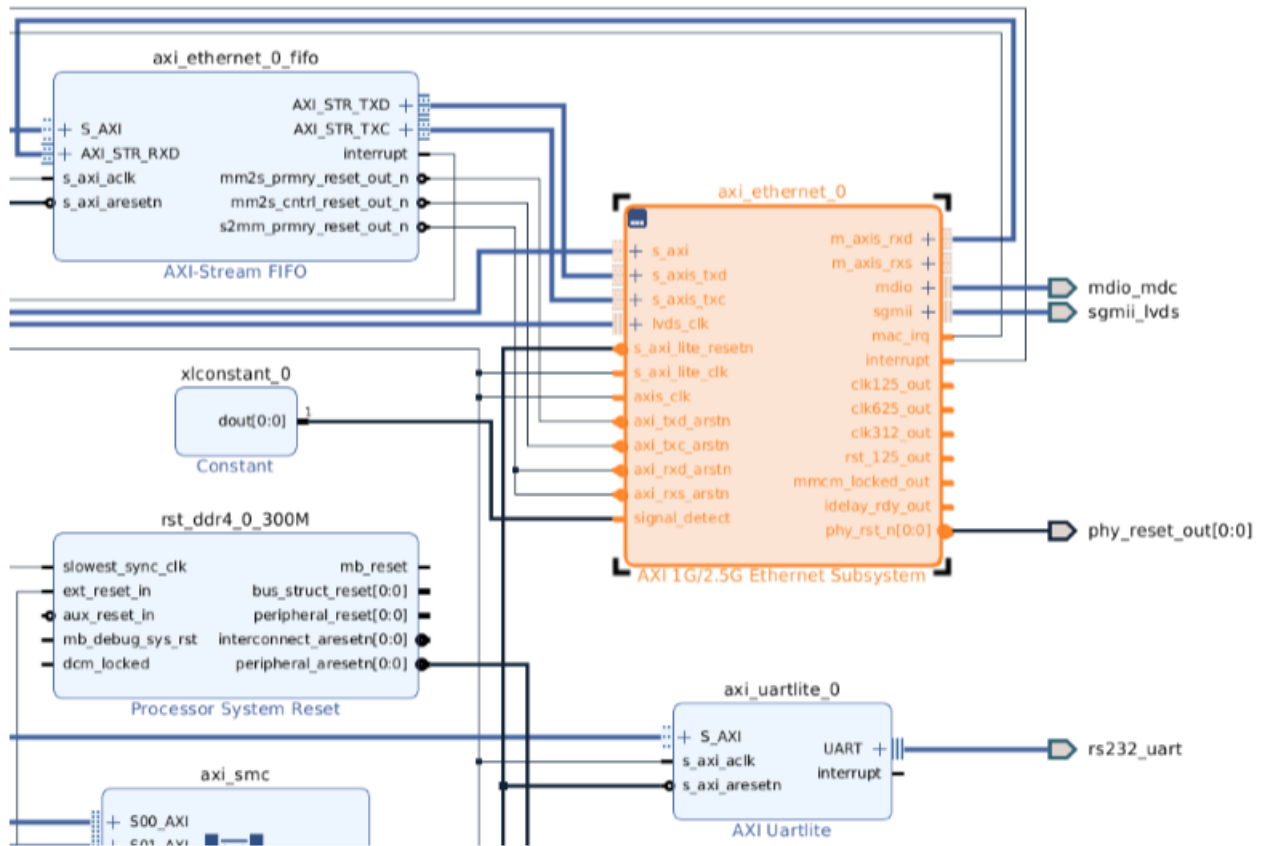 axi_ethernet_0_fifo
AXI_STR_TXD
S_AXI
AXI_STR_TXC
AXI_STR_RXD
interrupt
s_axi_aclk
mm2s_prmry_reset_out_n
s_axi_aresetn
mm2s_cntrl_reset_out_n
s2mm_prmry_reset_out_n
AXI-Stream FIFO
axi_ethernet_0
s_axi
s_axis_txd
s_axis_txc
lvds_clk
s_axi_lite_resetn
s_axi_lite_clk
axis_clk
axi_txd_arstn
axi_txc_arstn
axi_rxd_arstn
axi_rxs_arstn
signal_detect
m_axis_rxd
m_axis_rxs
mdio
sgmii
mac_irq
interrupt
clk125_out
clk625_out
clk312_out
rst_125_out
mmcm_locked_out
idelay_rdy_out
phy_rst_n[0:0]
AXI 1G/2.5G Ethernet Subsystem
mdio_mdc
sgmii_lvds
phy_reset_out[0:0]
xlconstant_0
dout[0:0]
1
Constant
rst_ddr4_0_300M
slowest_sync_clk
ext_reset_in
aux_reset_in
mb_debug_sys_rst
dcm_locked
mb_reset
bus_struct_reset[0:0]
peripheral_reset[0:0]
interconnect_aresetn[0:0]
peripheral_aresetn[0:0]
Processor System Reset
axi_uartlite_0
S_AXI
s_axi_aclk
s_axi_aresetn
UART
interrupt
AXI Uartlite
rs232_uart
axi_smc
S00_AXI
S01_AXI